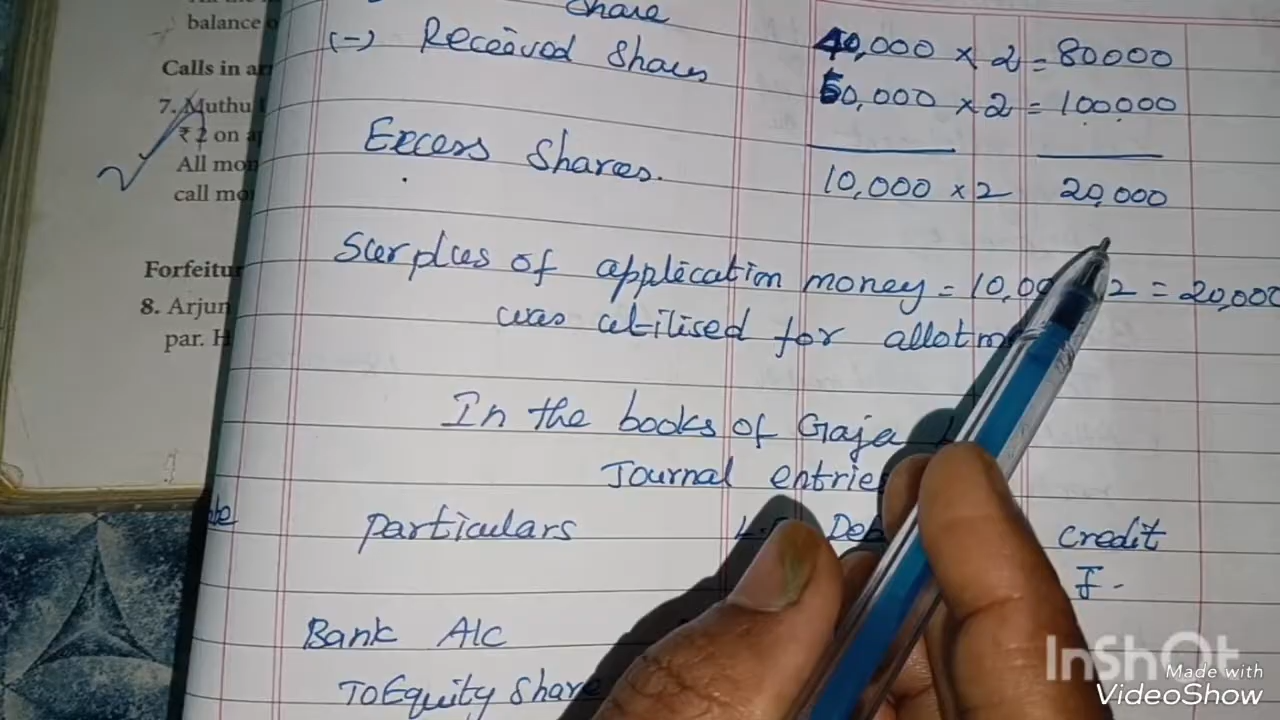 balance
Calls in
7. Muthu
₹ 2 on
All mon
call mo
Forfeitur
8. Arjun
par. H
Share
(-) Received Shares
40,000 × 2 = 80000
50,000 × 2 = 100,000
Excess Shares.
10,000 × 2 20,000
Surplus of application money = 10,00 2 = 20,000
was utilised for allotm
In the books of Gaja
Journal entrie
Particulars L.F Deb Credit
₹.
Bank A/c
To Equity Share
InShOt
Made with
VideoShow